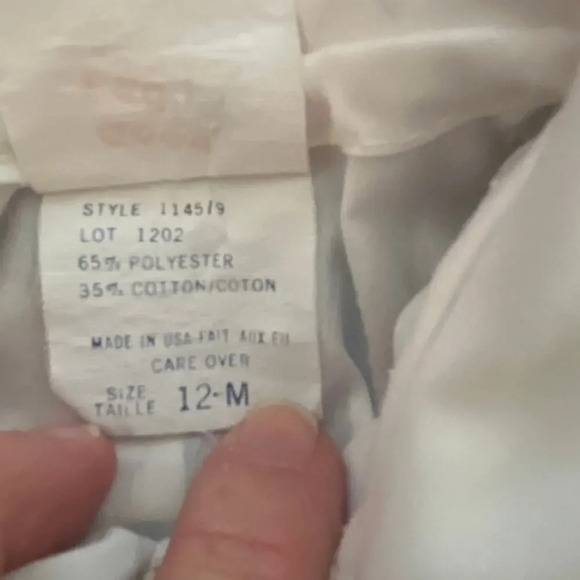 STYLE 1145/9
LOT 1202
65% POLYESTER
35% COTTON/COTON
MADE IN USA FAIT AUX EU
CARE OVER
SIZE
TAILLE 12-M